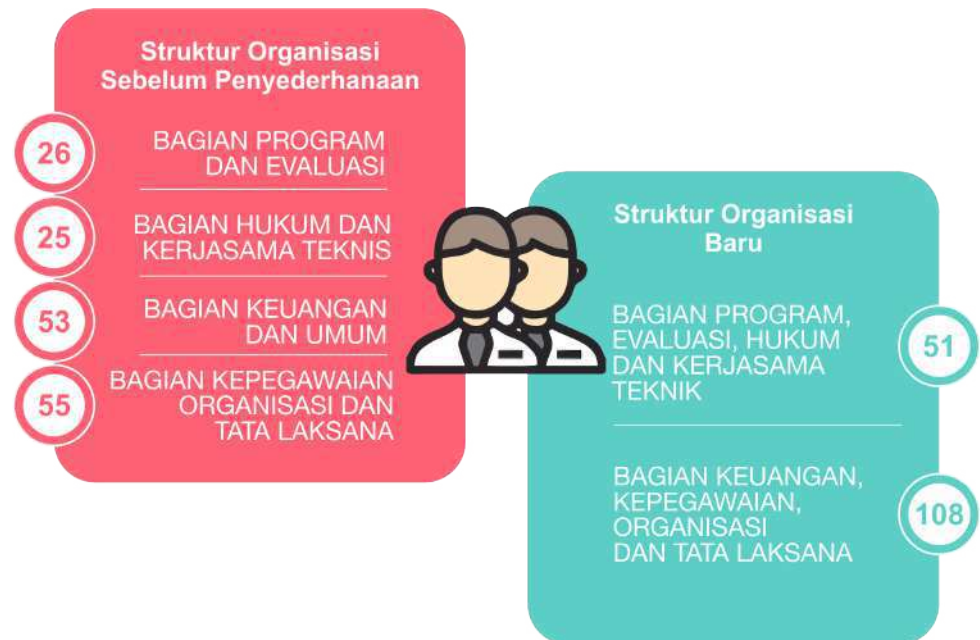 Struktur Organisasi
Sebelum Penyederhanaan
26
BAGIAN PROGRAM
DAN EVALUASI
25
BAGIAN HUKUM DAN
KERJASAMA TEKNIS
53
BAGIAN KEUANGAN
DAN UMUM
55
BAGIAN KEPEGAWAIAN
ORGANISASI DAN
TATA LAKSANA
Struktur Organisasi
Baru
BAGIAN PROGRAM,
EVALUASI, HUKUM
DAN KERJASAMA
TEKNIK
51
BAGIAN KEUANGAN,
KEPEGAWAIAN,
ORGANISASI
DAN TATA LAKSANA
108